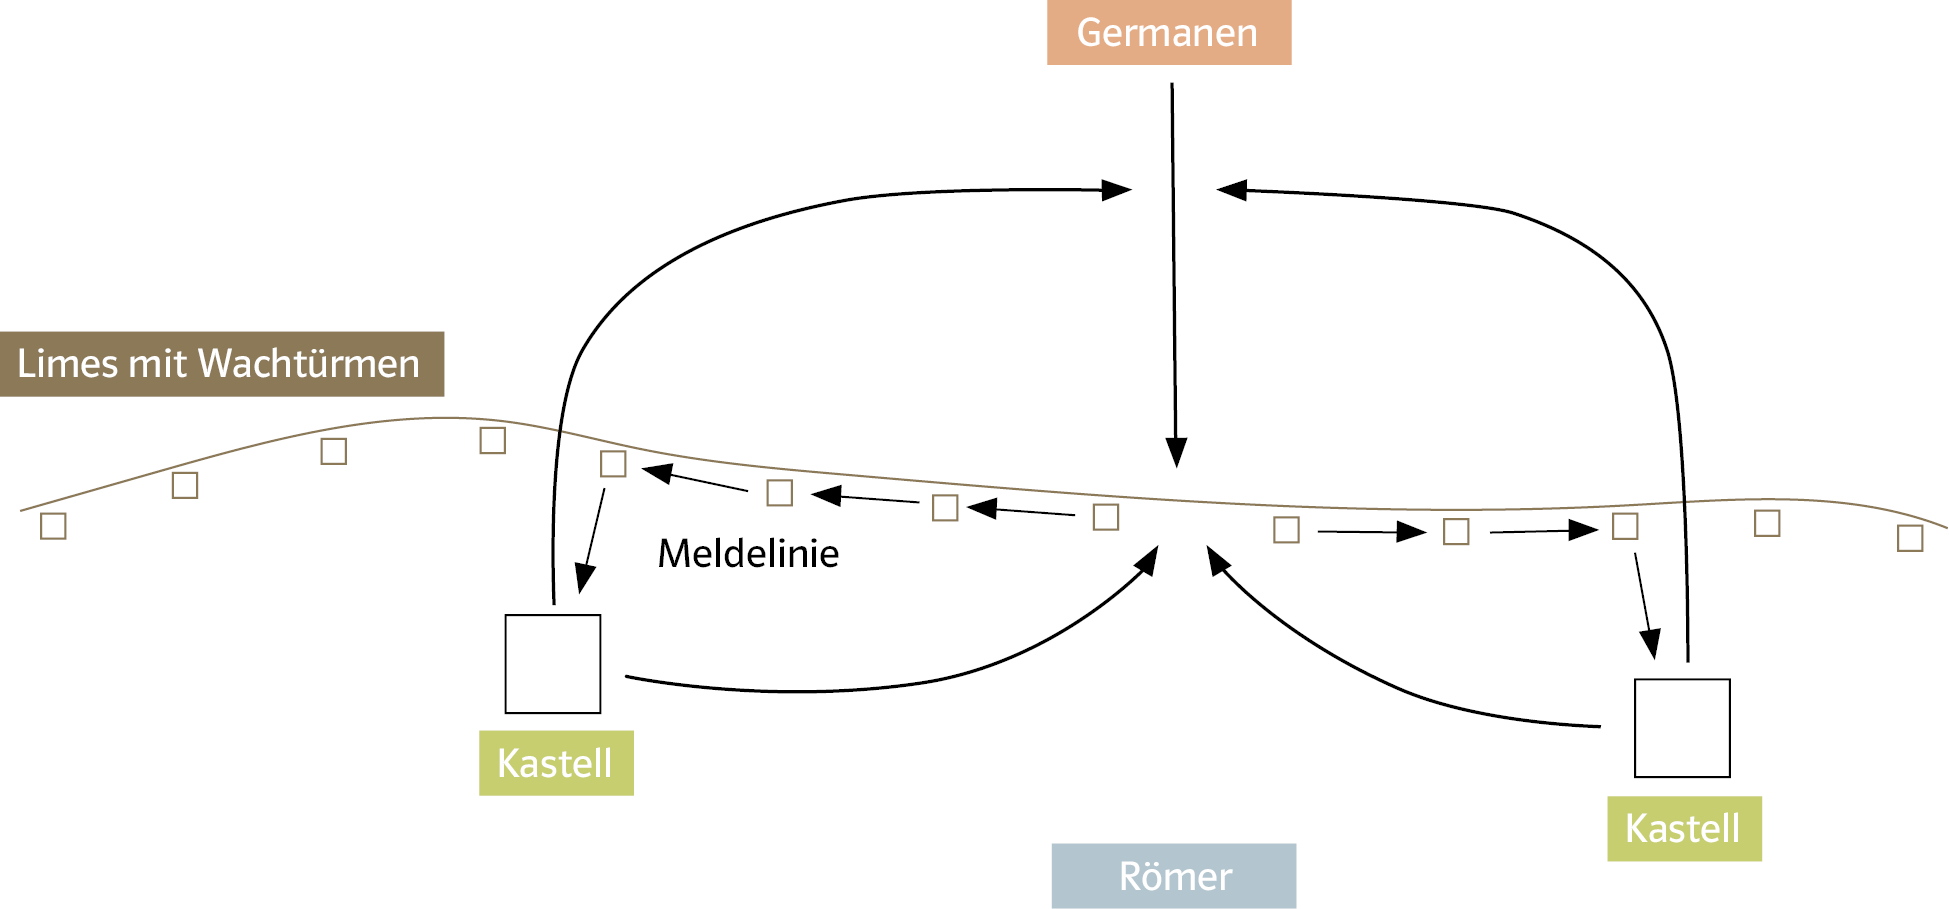 Germanen
Limes mit Wachtürmen
Meldelinie
Kastell
Kastell
Römer